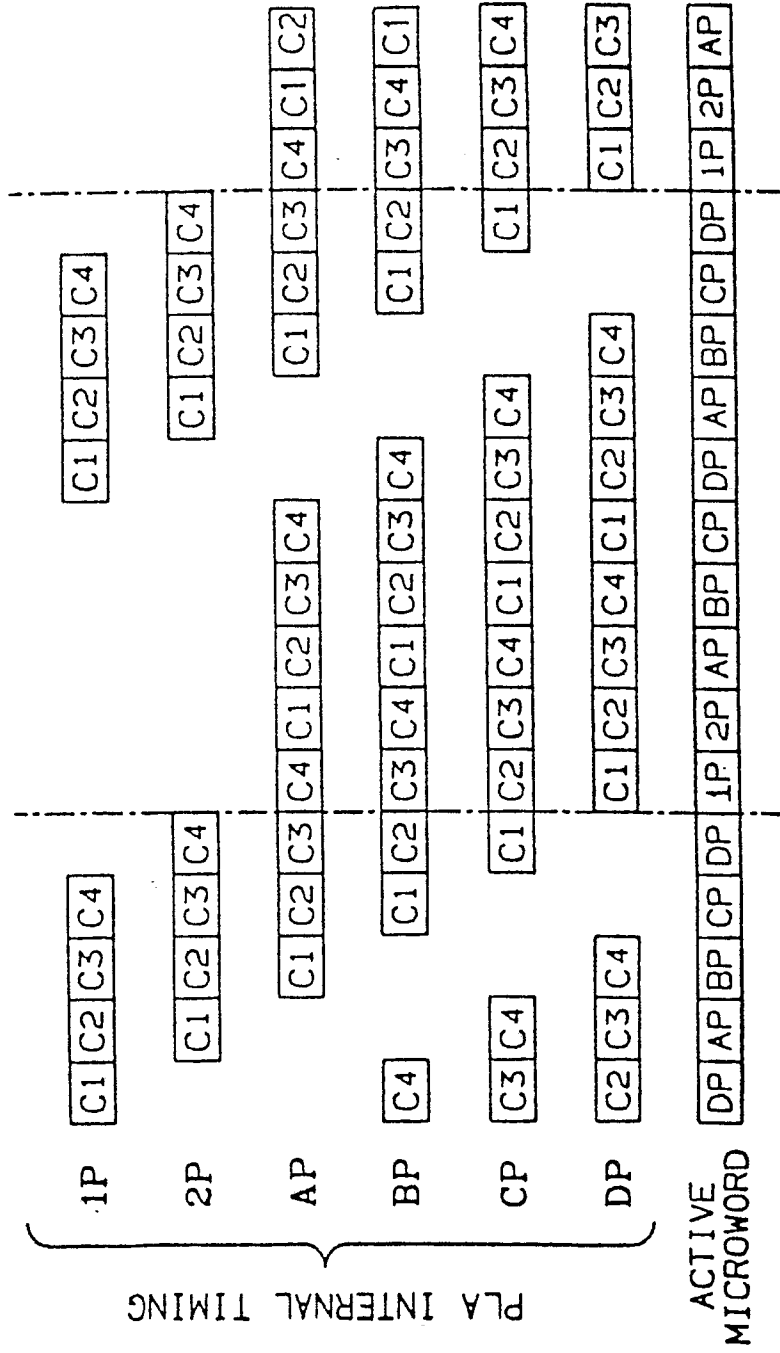 PLA INTERNAL TIMING
1P C1 C2 C3 C4 C1 C2 C3 C4
2P C1 C2 C3 C4 C1 C2 C3 C4
AP C1 C2 C3 C4 C1 C2 C3 C4 C1 C2 C3 C4 C1 C2
BP C4 C1 C2 C3 C4 C1 C2 C3 C4 C1 C2 C3 C4 C1
CP C3 C4 C1 C2 C3 C4 C1 C2 C3 C4 C1 C2 C3 C4
DP C2 C3 C4 C1 C2 C3 C4 C1 C2 C3 C4 C1 C2 C3
ACTIVE
MICROWORD DP AP BP CP DP 1P 2P AP BP CP DP AP BP CP DP 1P 2P AP